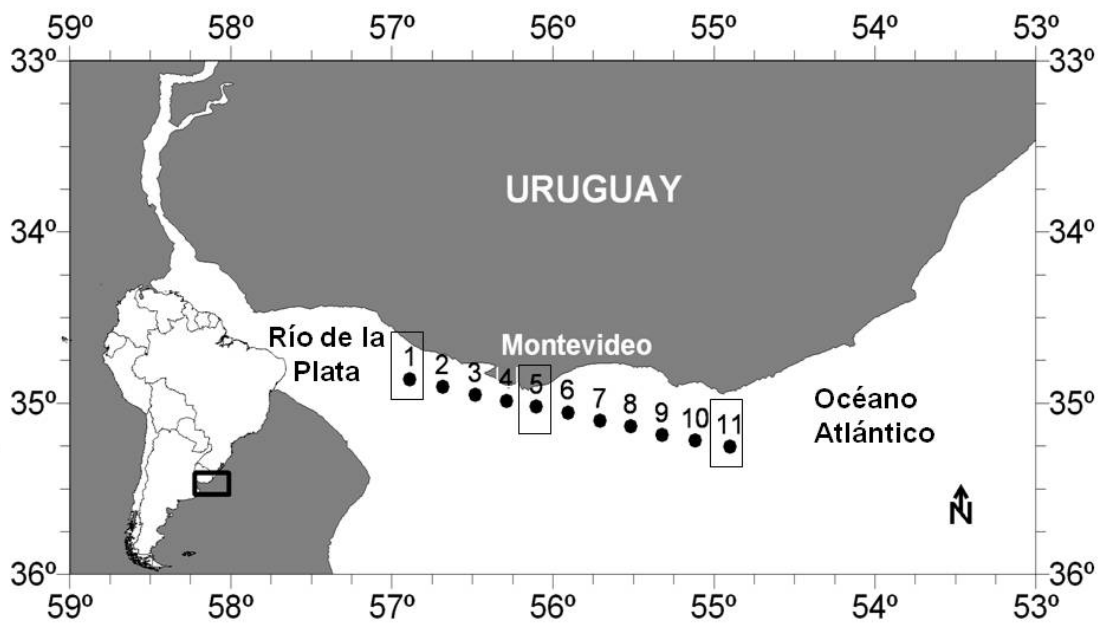 59º 58º 57º 56º 55º 54º 53º
33º 33º
URUGUAY
34º 34º
Río de la
Plata
Montevideo
1 2 3 4 5 6 7 8 9 10 11
35º 35º
Océano
Atlántico
N
36º 36º
59º 58º 57º 56º 55º 54º 53º